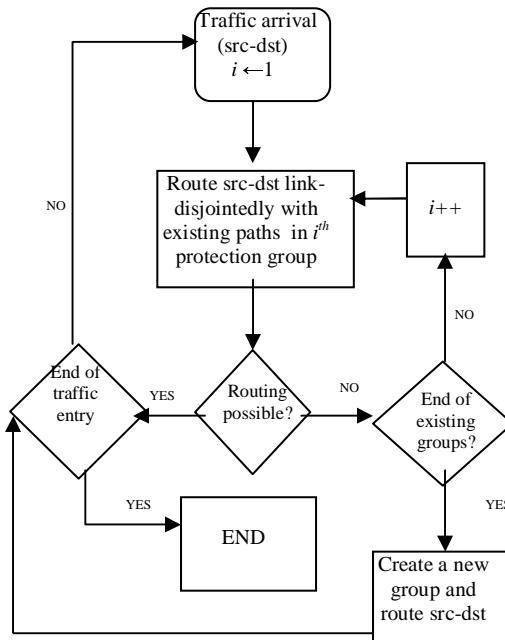 Traffic arrival
(src-dst)
i ←1
Route src-dst link-
disjointedly with
existing paths in iᵗʰ
protection group
i++
NO
NO
End of
traffic
entry
YES
Routing
possible?
NO
End of
existing
groups?
YES
YES
END
Create a new
group and
route src-dst